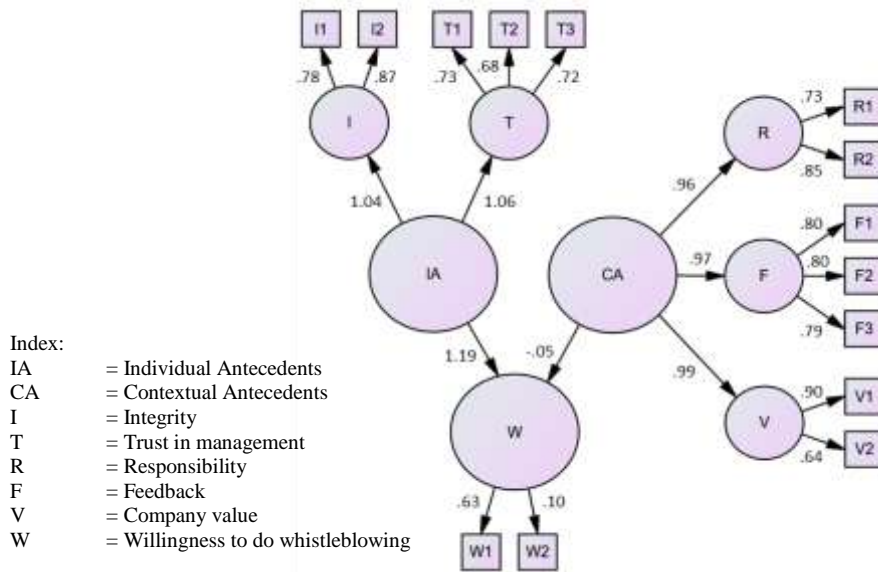 I1 I2 T1 T2 T3
.78 .87 .73 .68 .72
I T
R
.73 R1
.85 R2
1.04 1.06
.96
IA CA
.97
F
.80 F1
.80 F2
.79 F3
1.19 -.05
.99
W
V
.90 V1
.64 V2
.63 .10
W1 W2
Index:
IA = Individual Antecedents
CA = Contextual Antecedents
I = Integrity
T = Trust in management
R = Responsibility
F = Feedback
V = Company value
W = Willingness to do whistleblowing